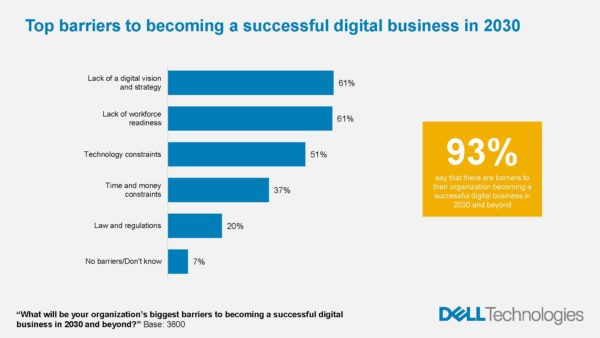 Top barriers to becoming a successful digital business in 2030
Lack of a digital vision
and strategy
61%
Lack of workforce
readiness
61%
Technology constraints
51%
Time and money
constraints
37%
Law and regulations
20%
No barriers/Don't know
7%
93%
say that there are barriers to
their organization becoming a
successful digital business in
2030 and beyond
“What will be your organization’s biggest barriers to becoming a successful digital
business in 2030 and beyond?” Base: 3800
DELLTechnologies